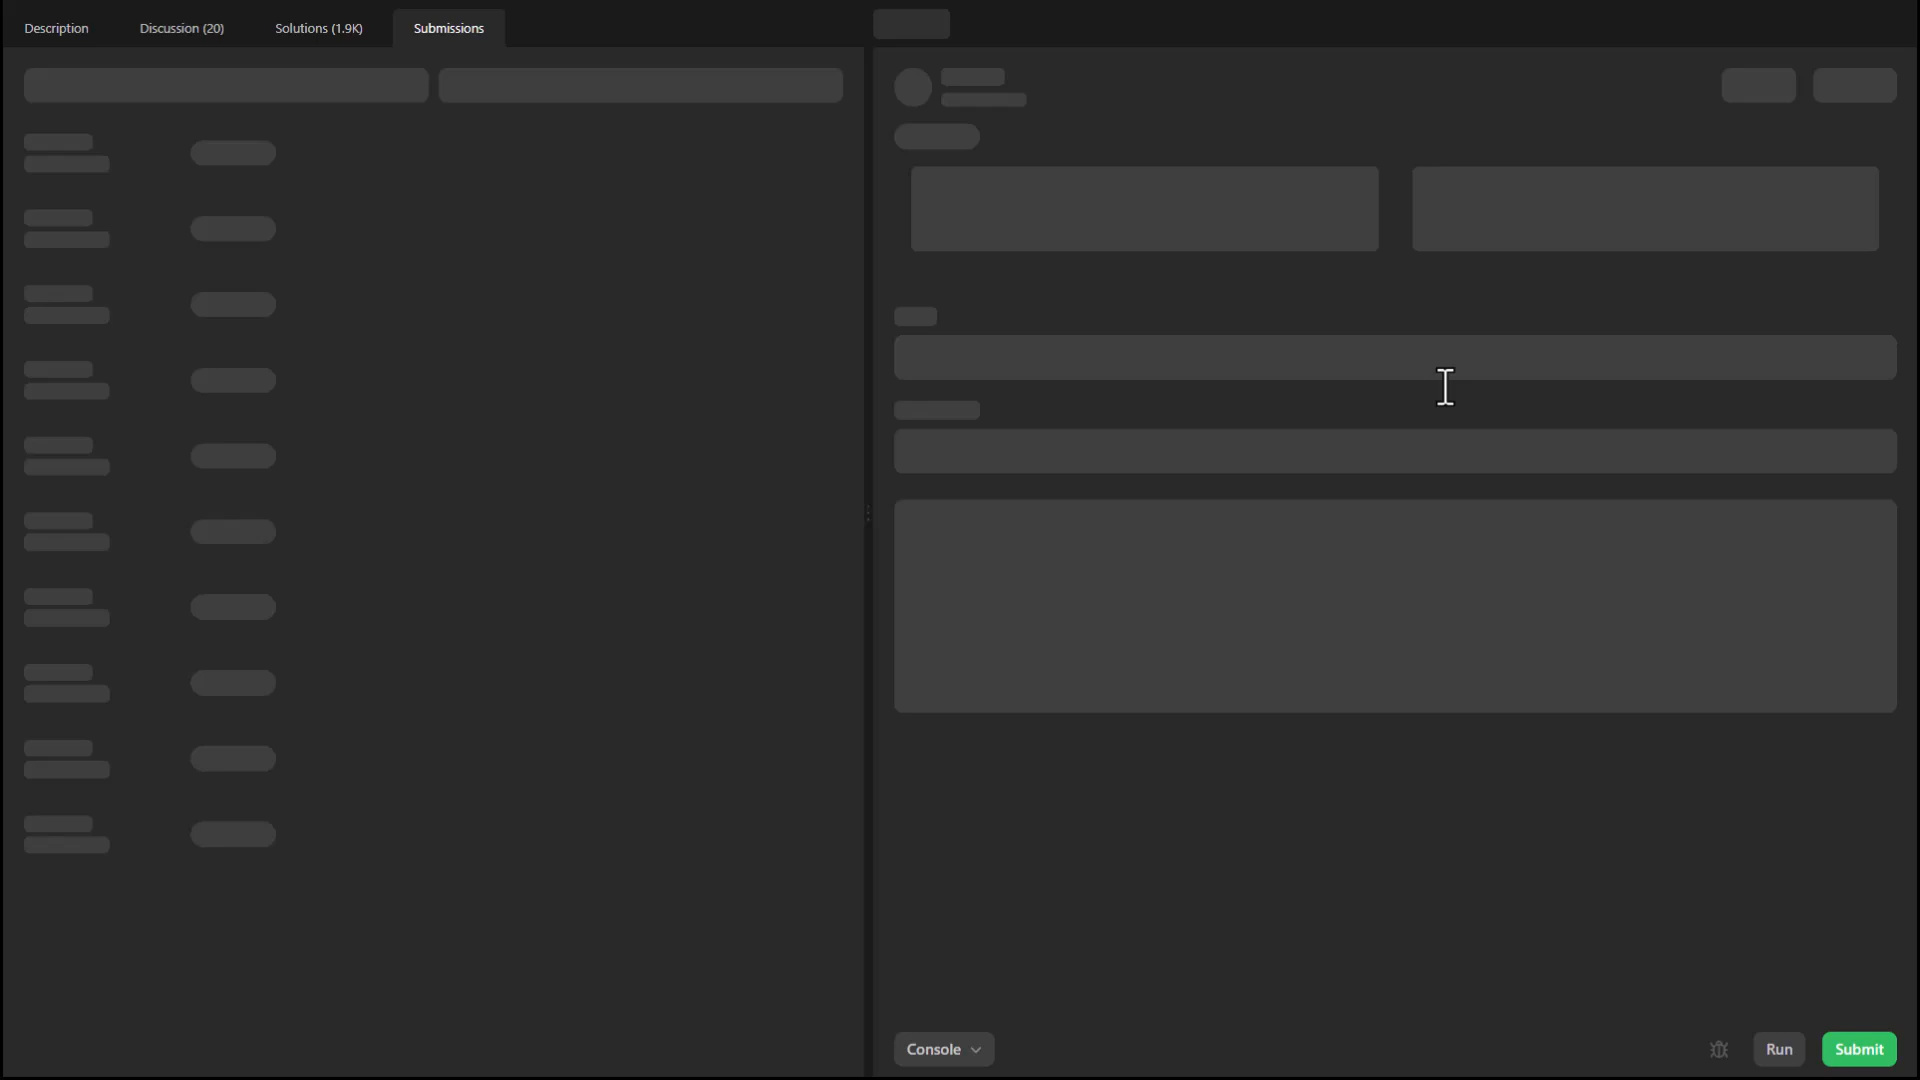 Description
Discussion (20)
Solutions (1.9K)
Submissions
Console
Run
Submit